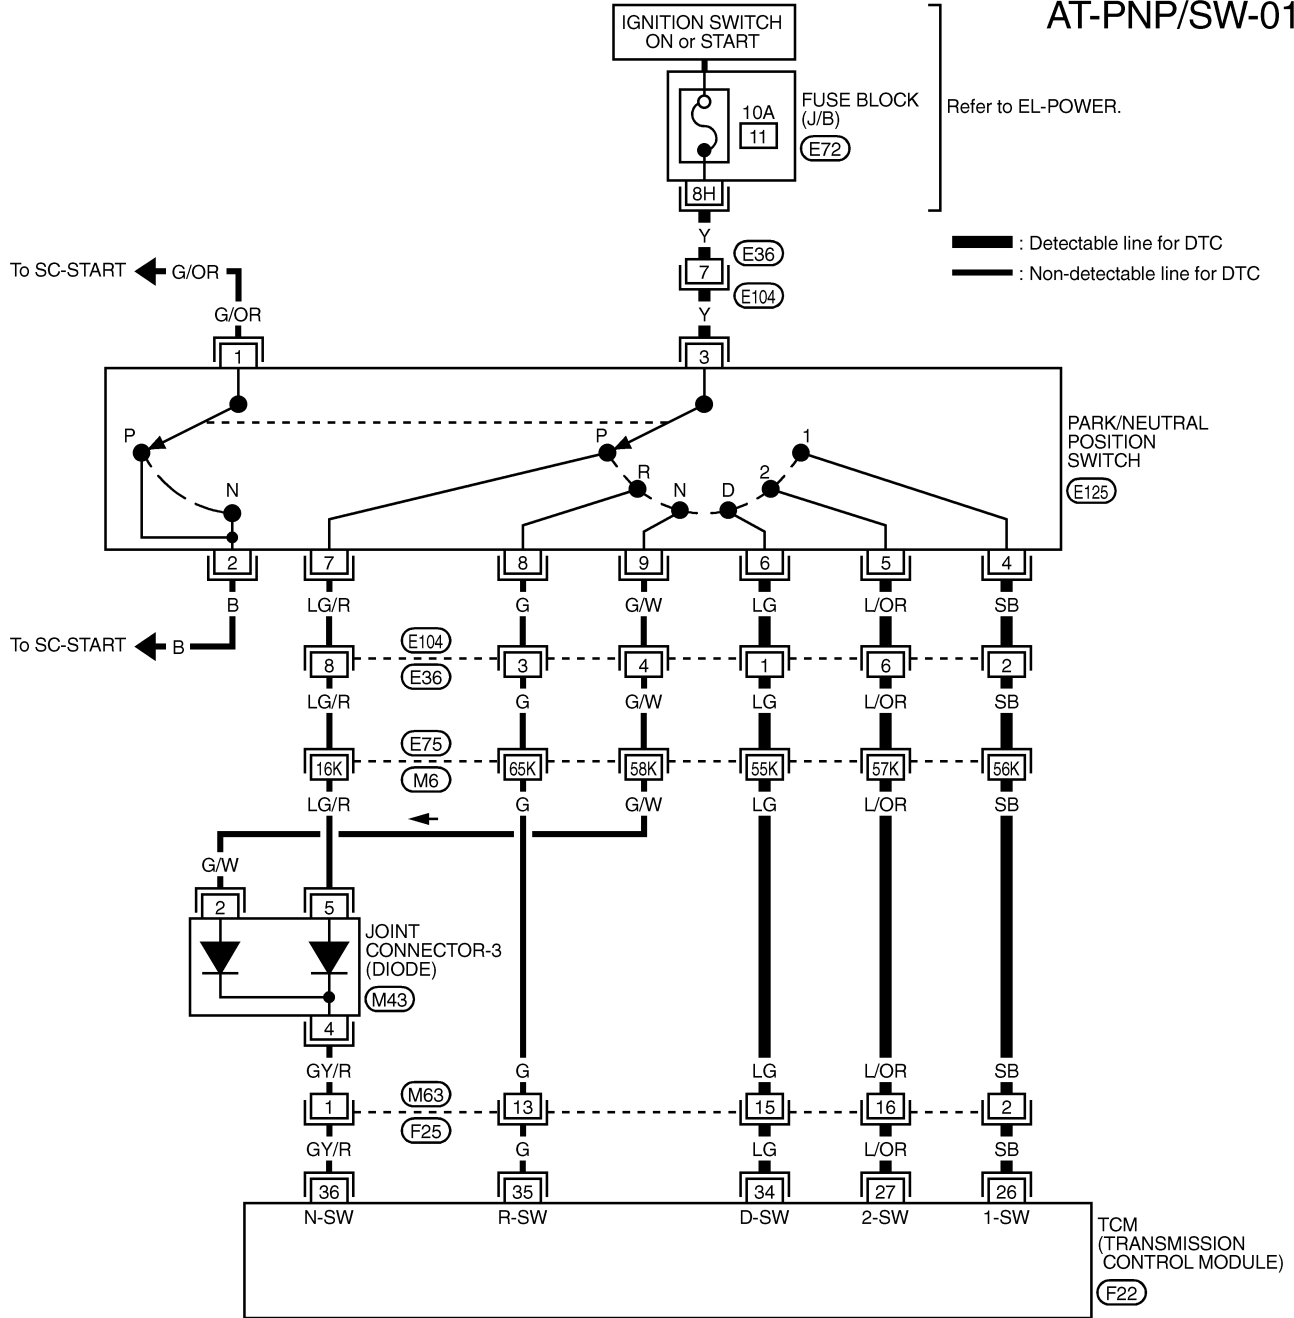 AT-PNP/SW-01
IGNITION SWITCH
ON or START
FUSE BLOCK
(J/B)
E72
10A
11
8H
Refer to EL-POWER.
Y
E36
7
E104
Y
: Detectable line for DTC
: Non-detectable line for DTC
To SC-START
G/OR
G/OR
1
3
P
N
P
R
N
D
2
1
PARK/NEUTRAL
POSITION
SWITCH
E125
2
7
8
9
6
5
4
B
LG/R
G
G/W
LG
L/OR
SB
To SC-START
B
E104
8
3
4
1
6
2
E36
LG/R
G
G/W
LG
L/OR
SB
E75
16K
65K
58K
55K
57K
56K
M6
LG/R
G
G/W
LG
L/OR
SB
G/W
2
5
JOINT
CONNECTOR-3
(DIODE)
M43
4
GY/R
G
LG
L/OR
SB
M63
1
13
15
16
2
F25
GY/R
G
LG
L/OR
SB
36
35
34
27
26
N-SW
R-SW
D-SW
2-SW
1-SW
TCM
(TRANSMISSION
CONTROL MODULE)
F22